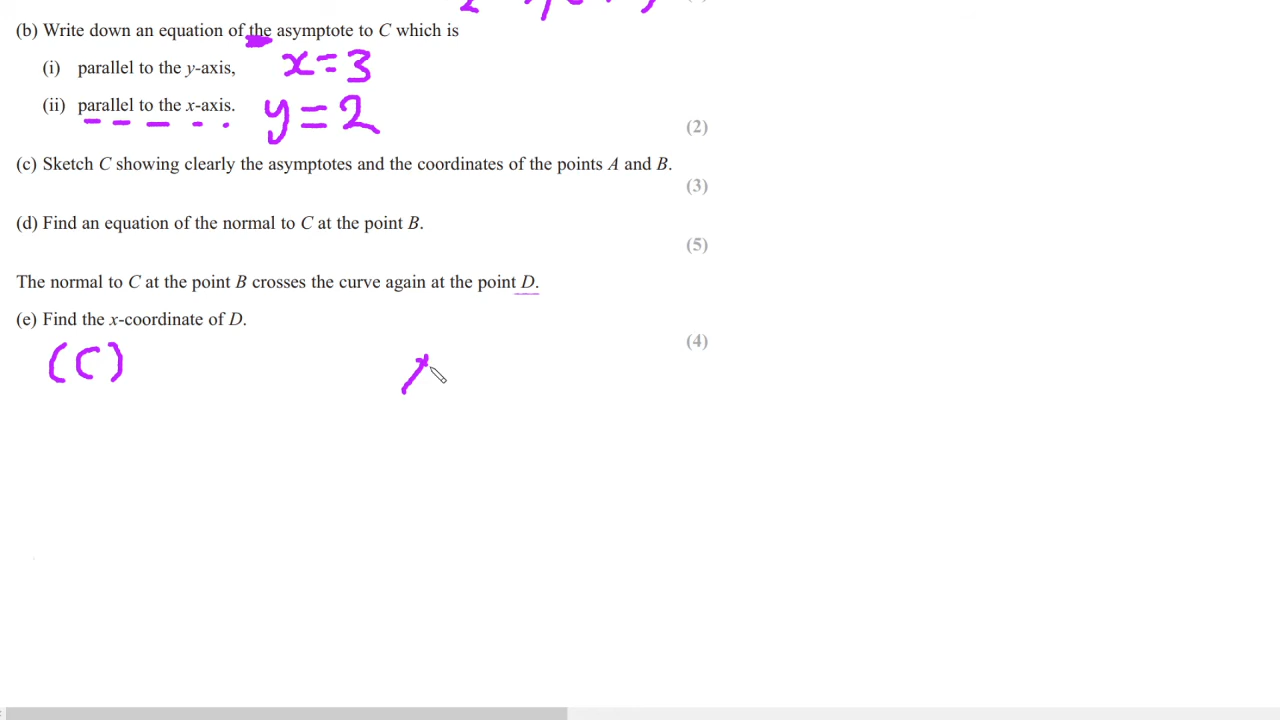 (b) Write down an equation of the asymptote to C which is
(i) parallel to the y-axis, x = 3
(ii) parallel to the x-axis. y = 2
(2)
(c) Sketch C showing clearly the asymptotes and the coordinates of the points A and B.
(3)
(d) Find an equation of the normal to C at the point B.
(5)
The normal to C at the point B crosses the curve again at the point D.
(e) Find the x-coordinate of D.
(4)
(C)